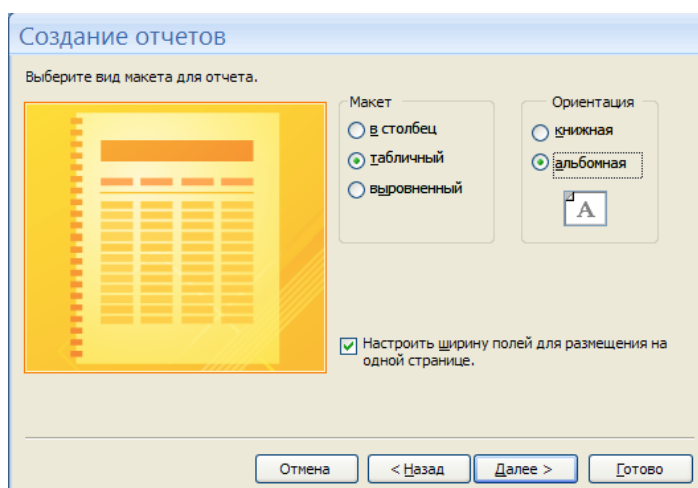 Создание отчетов
Выберите вид макета для отчета.
Макет
в столбец
табличный
выровненный
Ориентация
книжная
альбомная
A
Настроить ширину полей для размещения на
одной странице.
Отмена
< Назад
Далее >
Готово